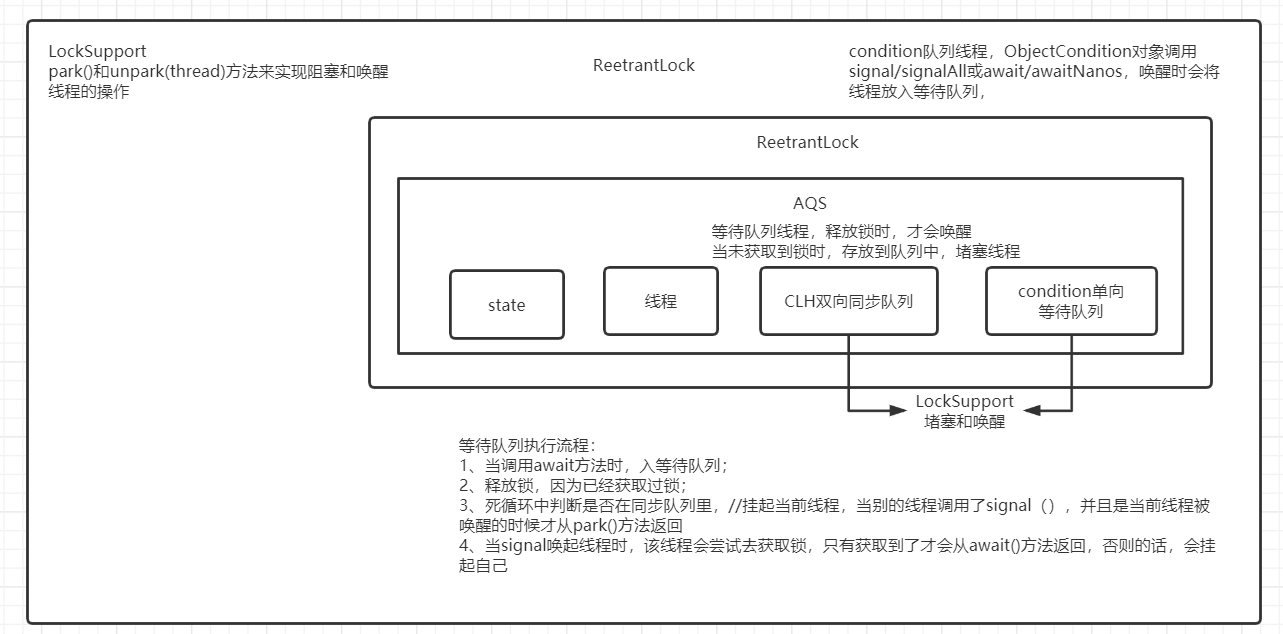 LockSupport
park()和unpark(thread)方法来实现阻塞和唤醒
线程的操作
ReetrantLock
condition队列线程，ObjectCondition对象调用
signal/signalAll或await/awaitNanos，唤醒时会将
线程放入等待队列，
ReetrantLock
AQS
等待队列线程，释放锁时，才会唤醒
当未获取到锁时，存放到队列中，堵塞线程
state
线程
CLH双向同步队列
condition单向
等待队列
LockSupport
堵塞和唤醒
等待队列执行流程：
1、当调用await方法时，入等待队列；
2、释放锁，因为已经获取过锁；
3、死循环中判断是否在同步队列里，//挂起当前线程，当别的线程调用了signal（），并且是当前线程被
唤醒的时候才从park()方法返回
4、当signal唤起线程时，该线程会尝试去获取锁，只有获取到了才会从await()方法返回，否则的话，会挂
起自己